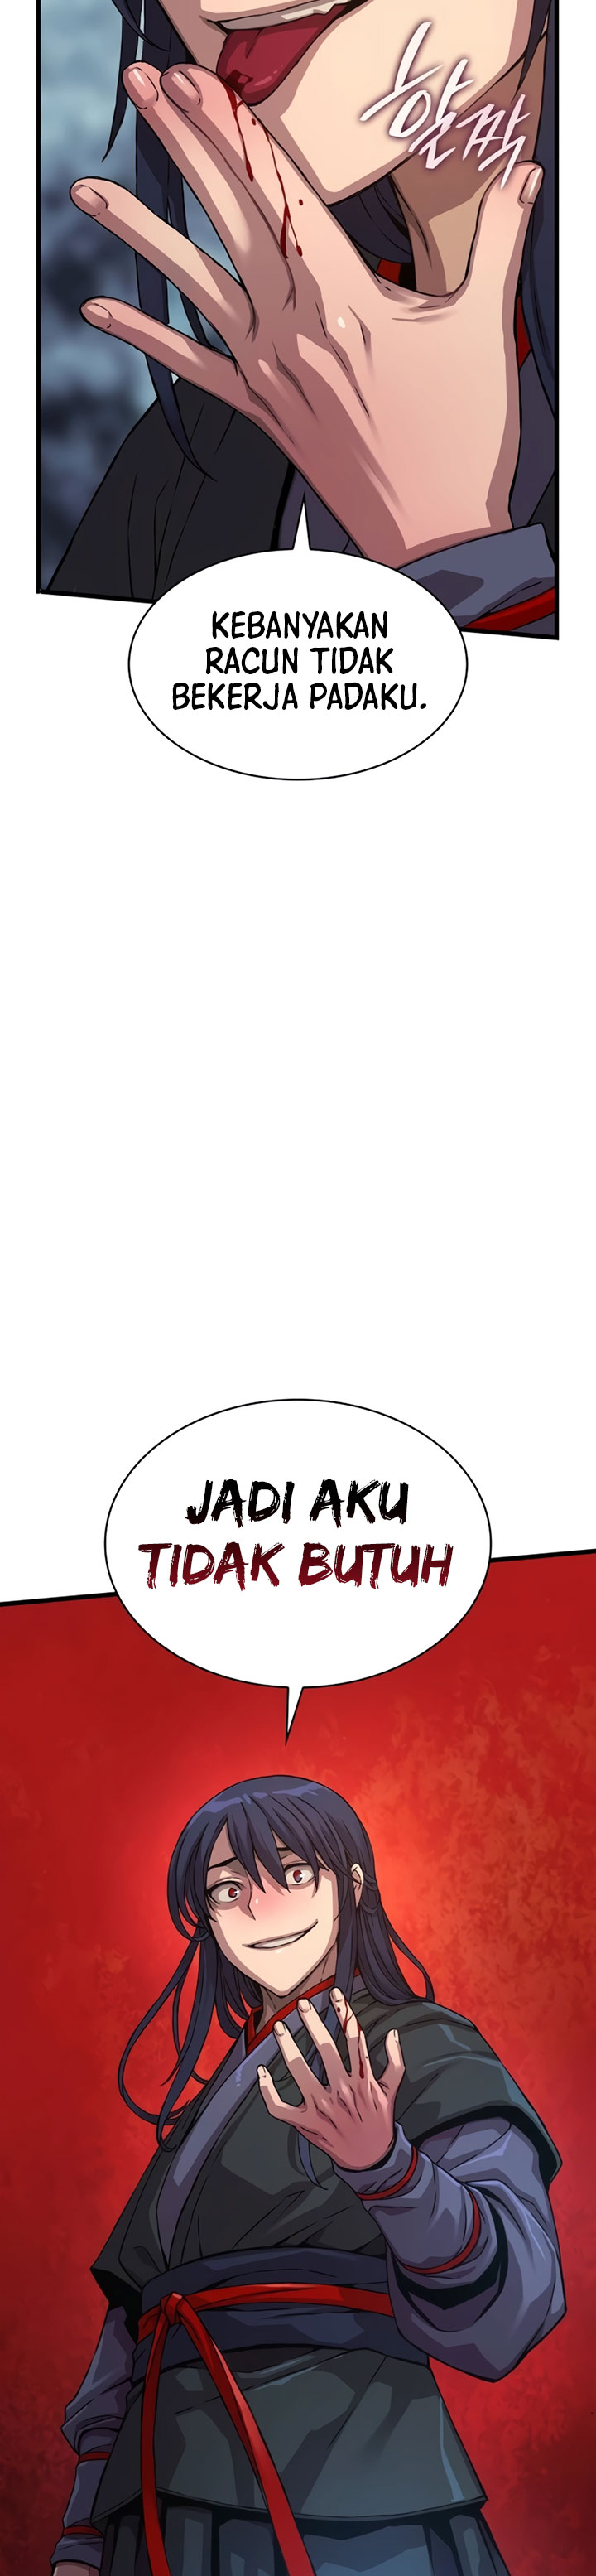 할짝
KEBANYAKAN
RACUN TIDAK
BEKERJA PADAKU.
JADI AKU
TIDAK BUTUH